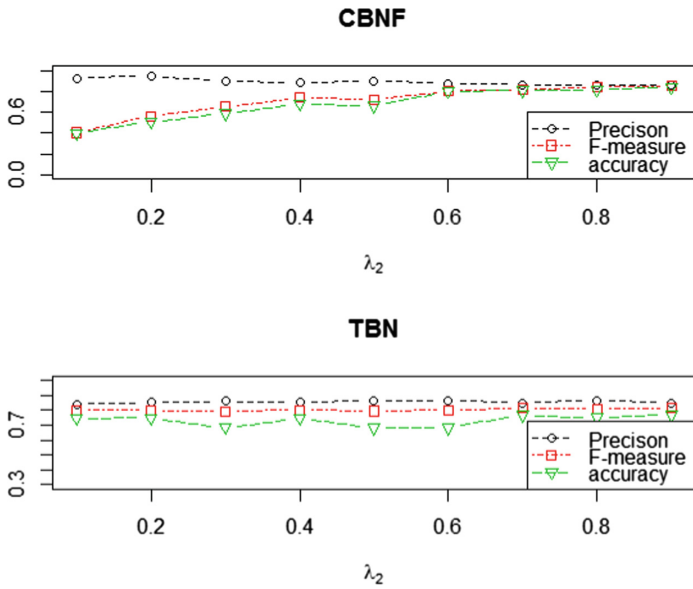 CBNF
0.6
0.0
Precison
F-measure
accuracy
0.2 0.4 0.6 0.8
λ2
TBN
0.7
0.3
Precison
F-measure
accuracy
0.2 0.4 0.6 0.8
λ2